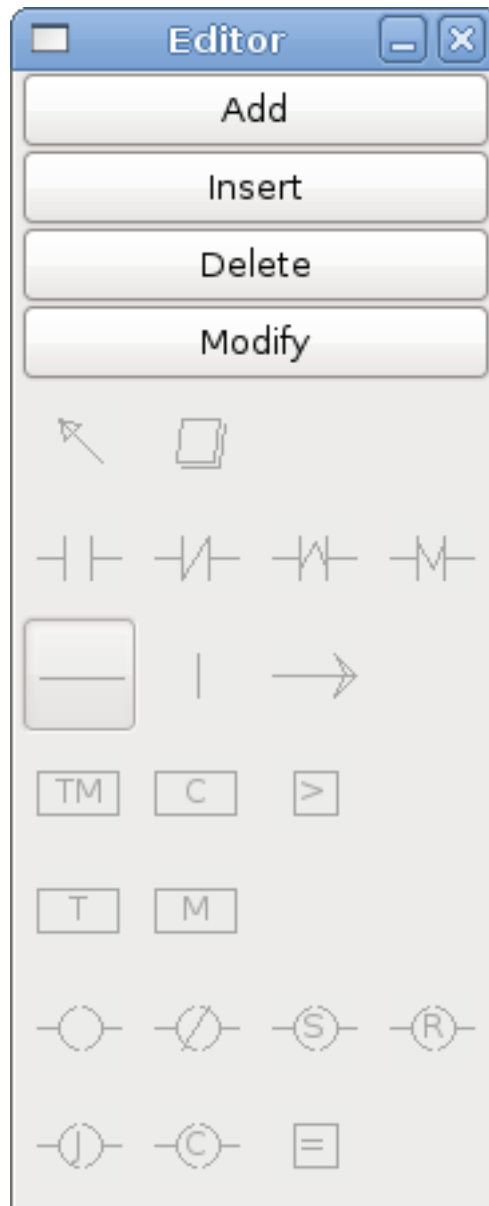 Editor
Add
Insert
Delete
Modify
TM C >
T M
S R
J C =